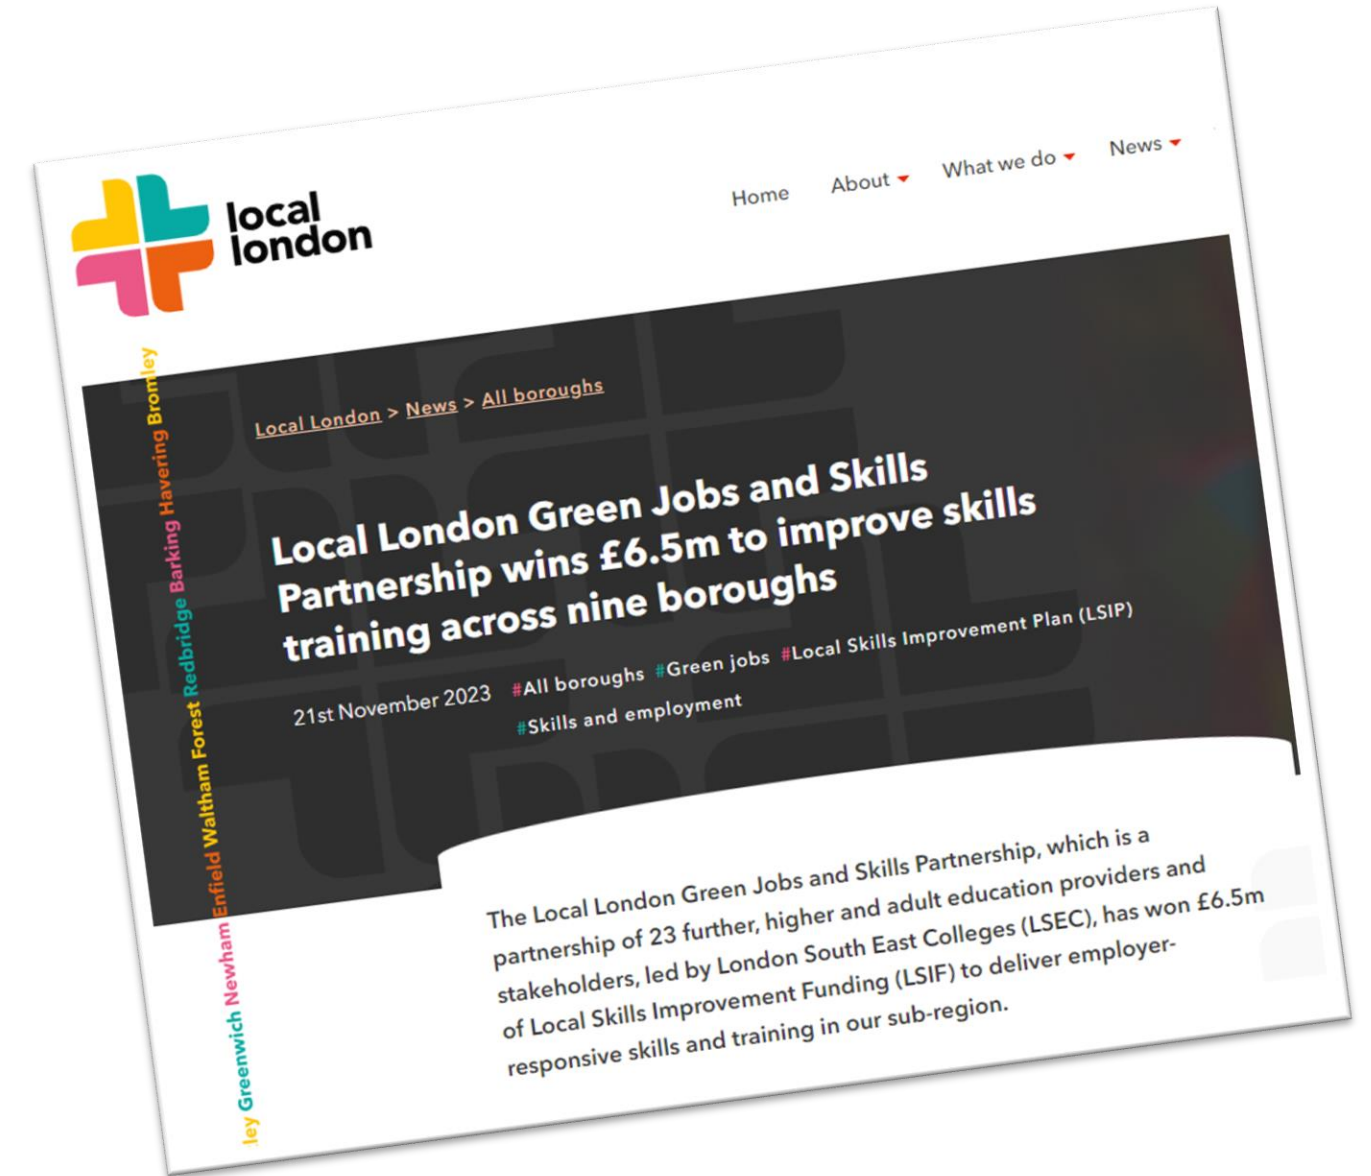 local
london
Home About What we do News
Local London > News > All boroughs
Local London Green Jobs and Skills
Partnership wins £6.5m to improve skills
training across nine boroughs
21st November 2023 #All boroughs #Green jobs #Local Skills Improvement Plan (LSIP)
#Skills and employment
ley Greenwich Newham Enfield Waltham Forest Redbridge Barking Havering Bromley
The Local London Green Jobs and Skills Partnership, which is a
partnership of 23 further, higher and adult education providers and
stakeholders, led by London South East Colleges (LSEC), has won £6.5m
of Local Skills Improvement Funding (LSIF) to deliver employer-
responsive skills and training in our sub-region.